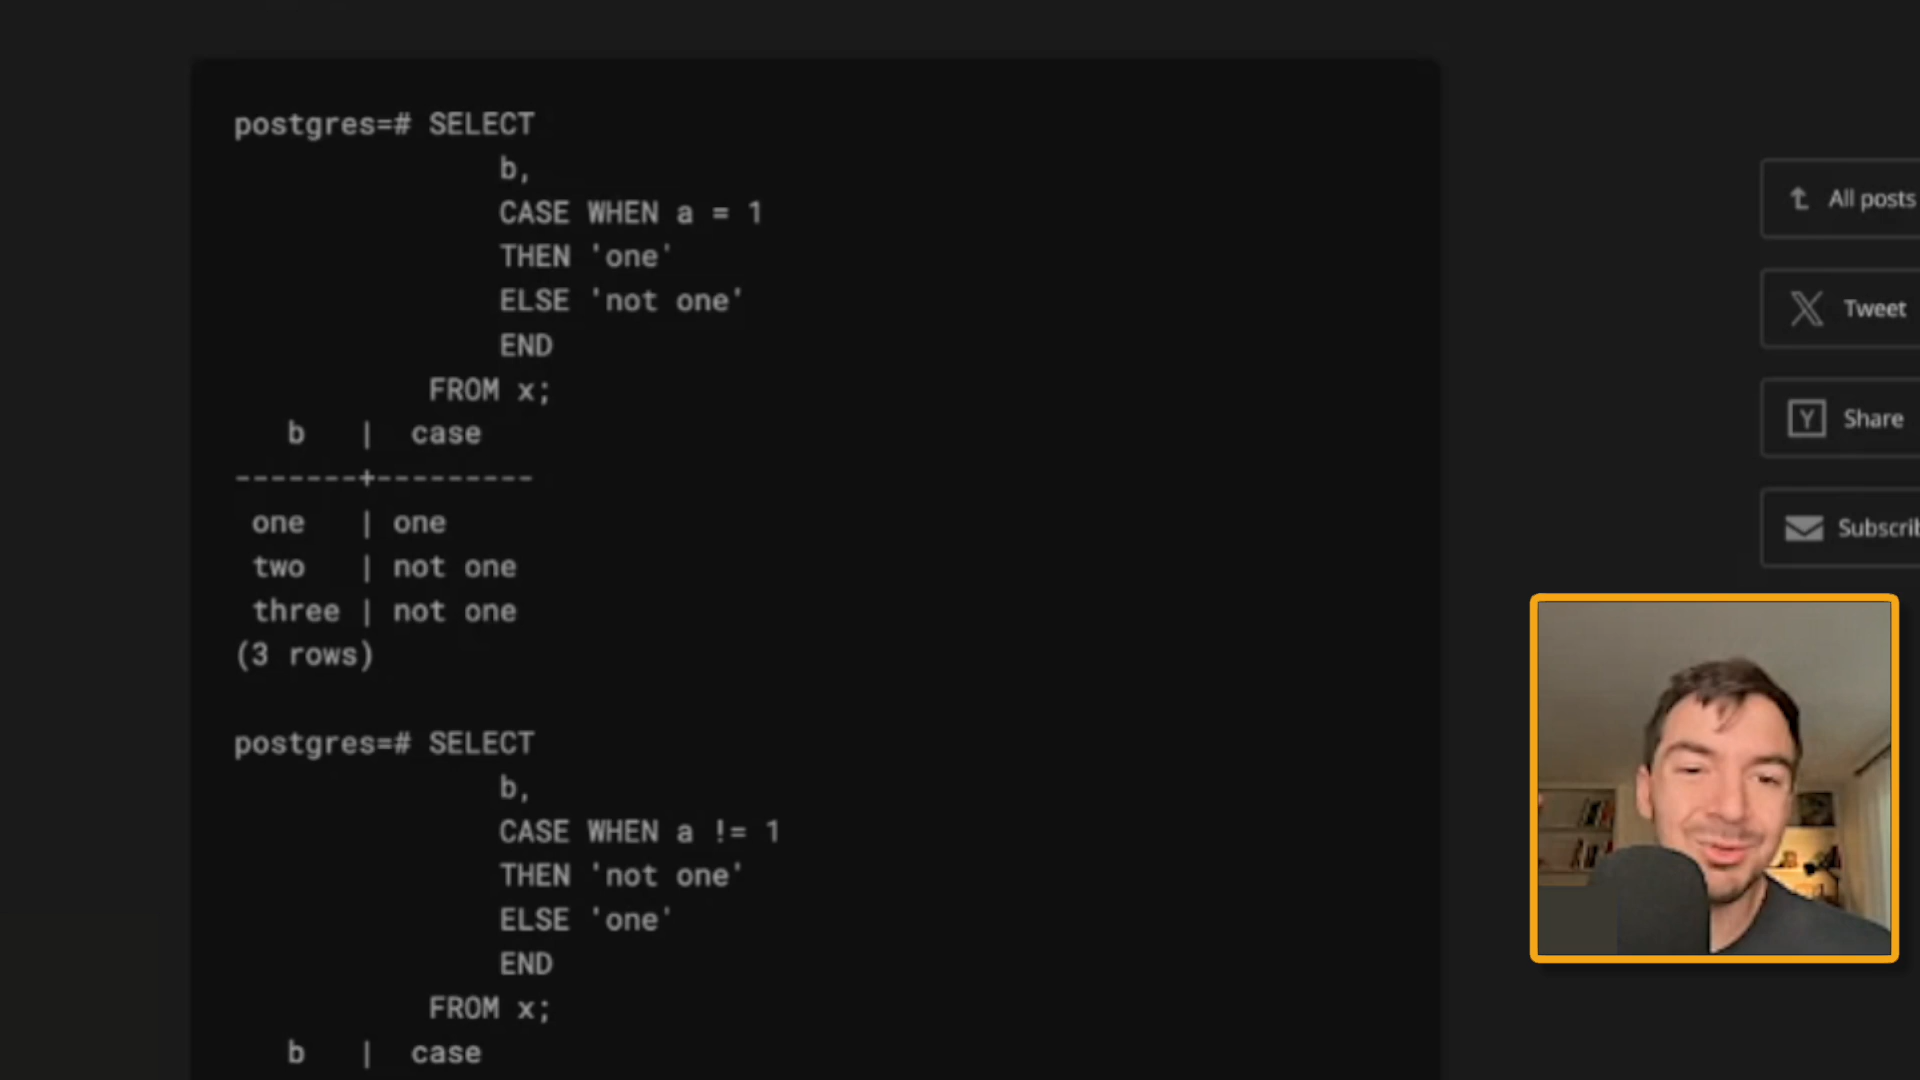 postgres=# SELECT
b,
CASE WHEN a = 1
THEN 'one'
ELSE 'not one'
END
FROM x;
b | case
-------+---------
one | one
two | not one
three | not one
(3 rows)
postgres=# SELECT
b,
CASE WHEN a != 1
THEN 'not one'
ELSE 'one'
END
FROM x;
b | case
All posts
Tweet
Y Share
Subscrib